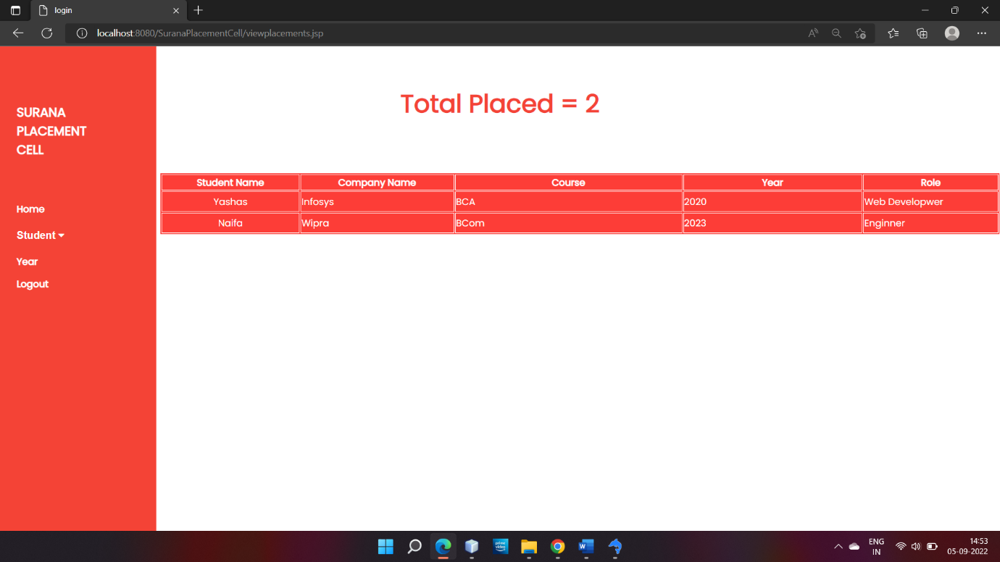 login
localhost:8080/SuranaPlacementCell/viewplacements.jsp
SURANA
PLACEMENT
CELL
Home
Student
Year
Logout
Total Placed = 2
Student Name Company Name Course Year Role
Yashas Infosys BCA 2020 Web Developwer
Naifa Wipra BCom 2023 Enginner
prime video
W
ENG
IN
14:53
05-09-2022